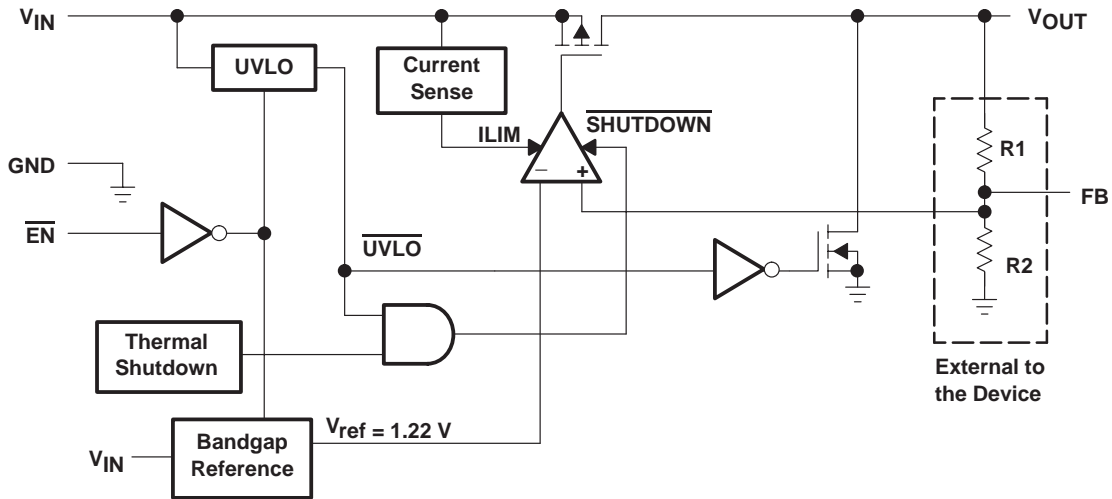 VIN
VOUT
UVLO
Current
Sense
SHUTDOWN
ILIM
R1
GND
− +
FB
EN
UVLO
R2
Thermal
Shutdown
External to
the Device
Vref = 1.22 V
Bandgap
Reference
VIN